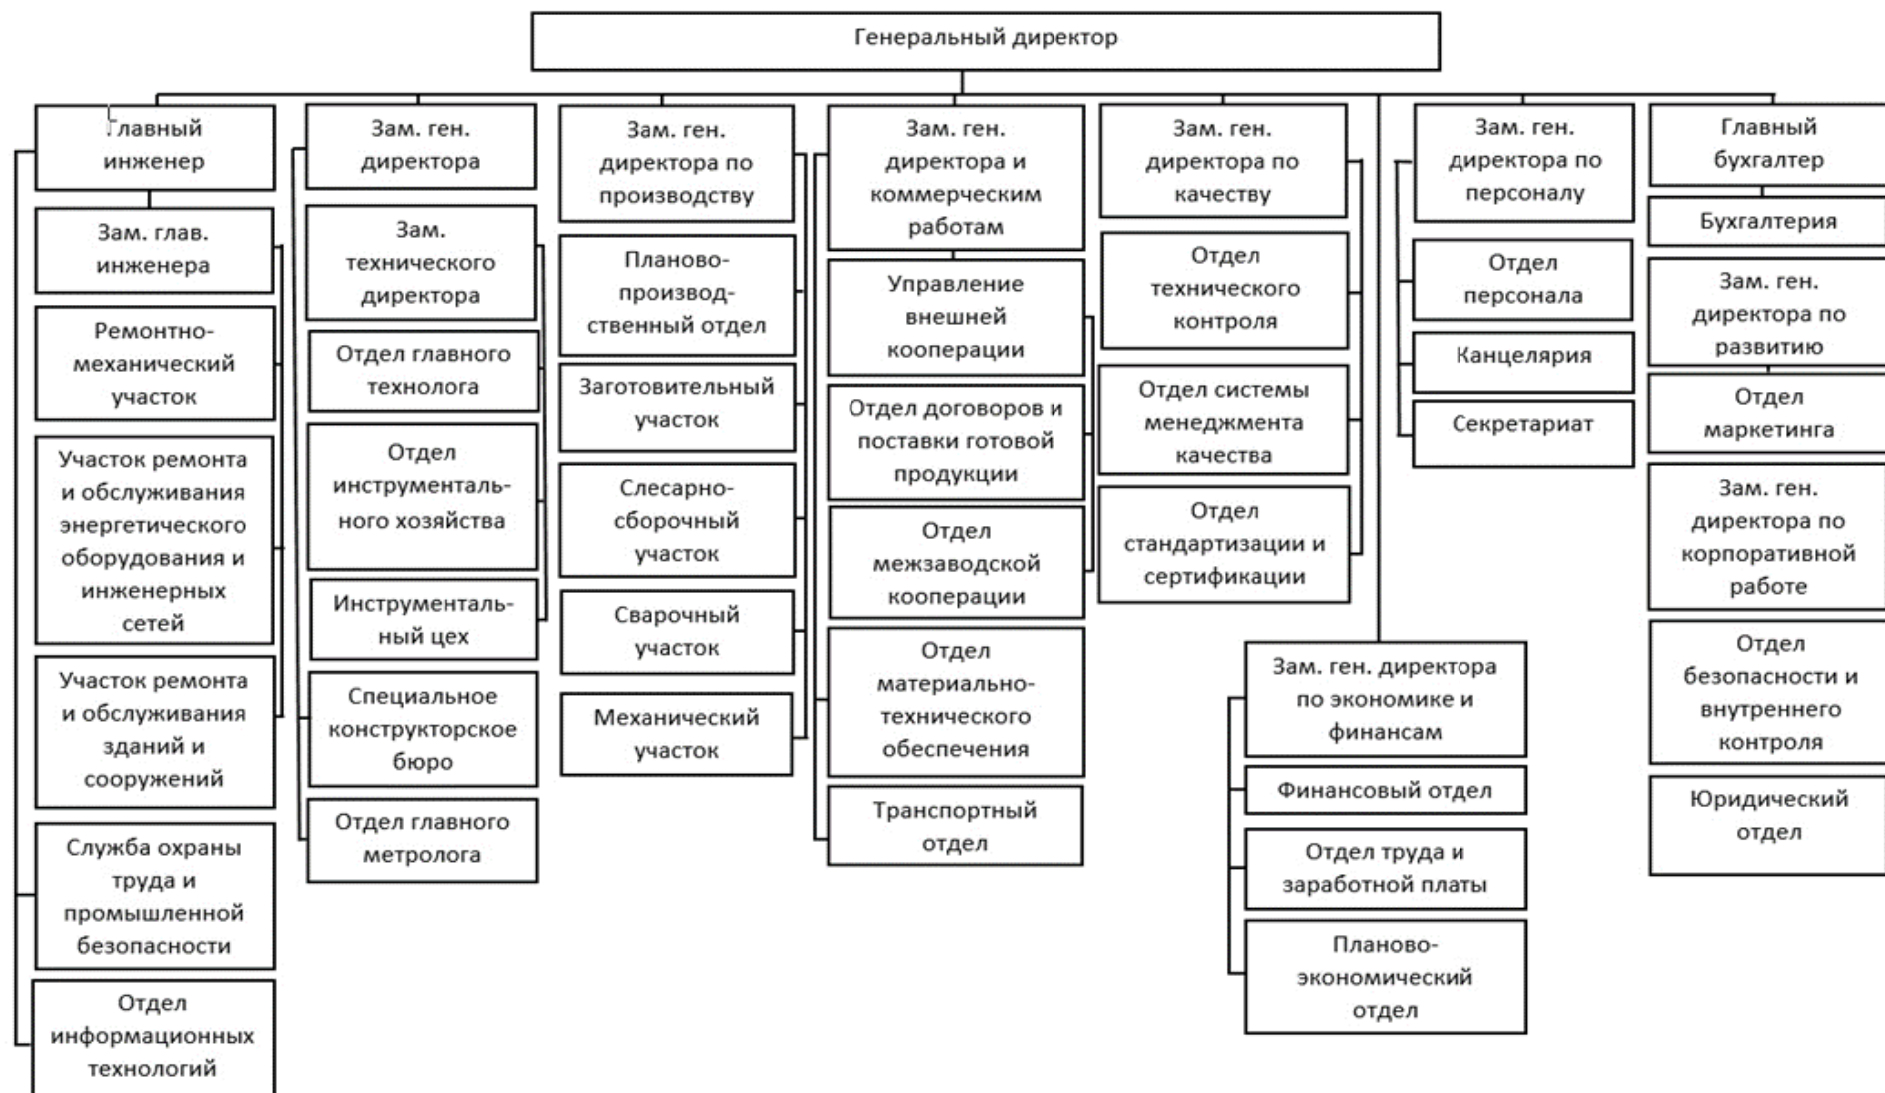 Генеральный директор
Главный
инженер
Зам. глав.
инженера
Ремонтно-
механический
участок
Участок ремонта
и обслуживания
энергетического
оборудования и
инженерных
сетей
Участок ремонта
и обслуживания
зданий и
сооружений
Служба охраны
труда и
промышленной
безопасности
Отдел
информационных
технологий
Зам. ген.
директора
Зам.
технического
директора
Отдел главного
технолога
Отдел
инструменталь-
ного хозяйства
Инструменталь-
ный цех
Специальное
конструкторское
бюро
Отдел главного
метролога
Зам. ген.
директора по
производству
Планово-
производ-
ственный отдел
Заготовительный
участок
Слесарно-
сборочный
участок
Сварочный
участок
Механический
участок
Зам. ген.
директора и
коммерческим
работам
Управление
внешней
кооперации
Отдел договоров и
поставки готовой
продукции
Отдел
межзаводской
кооперации
Отдел
материально-
технического
обеспечения
Транспортный
отдел
Зам. ген.
директора по
качеству
Отдел
технического
контроля
Отдел системы
менеджмента
качества
Отдел
стандартизации и
сертификации
Зам. ген. директора
по экономике и
финансам
Финансовый отдел
Отдел труда и
заработной платы
Планово-
экономический
отдел
Зам. ген.
директора по
персоналу
Отдел
персонала
Канцелярия
Секретариат
Главный
бухгалтер
Бухгалтерия
Зам. ген.
директора по
развитию
Отдел
маркетинга
Зам. ген.
директора по
корпоративной
работе
Отдел
безопасности и
внутреннего
контроля
Юридический
отдел